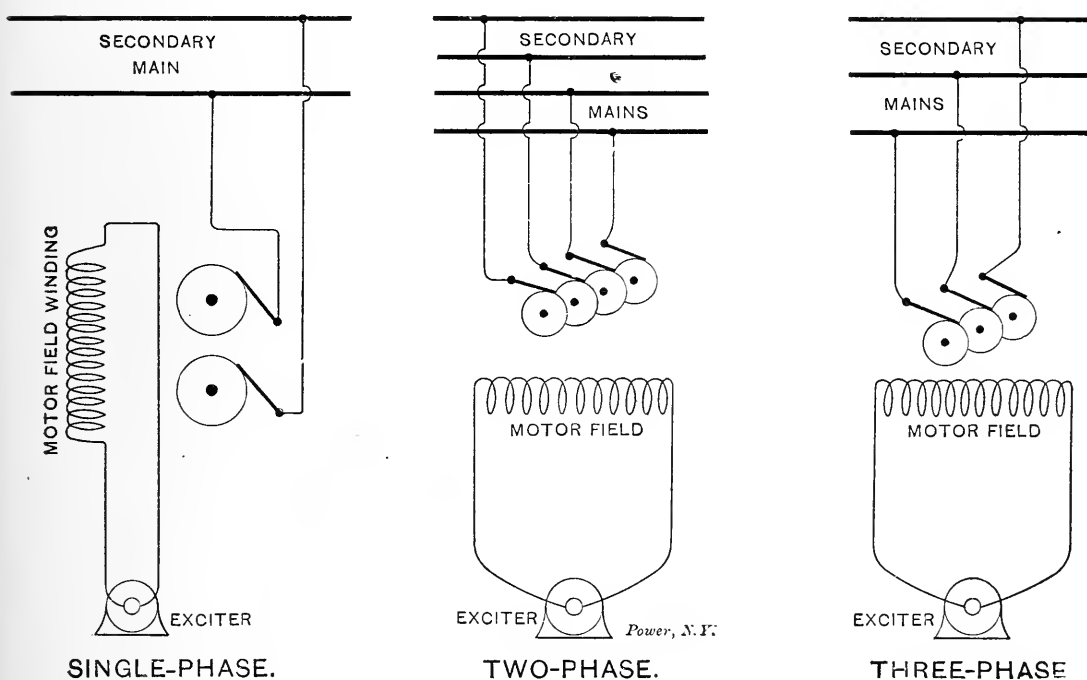 SECONDARY
MAIN
MOTOR FIELD WINDING
EXCITER
SINGLE-PHASE.
SECONDARY
MAINS
MOTOR FIELD
EXCITER
Power, N.Y.
TWO-PHASE.
SECONDARY
MAINS
MOTOR FIELD
EXCITER
THREE-PHASE